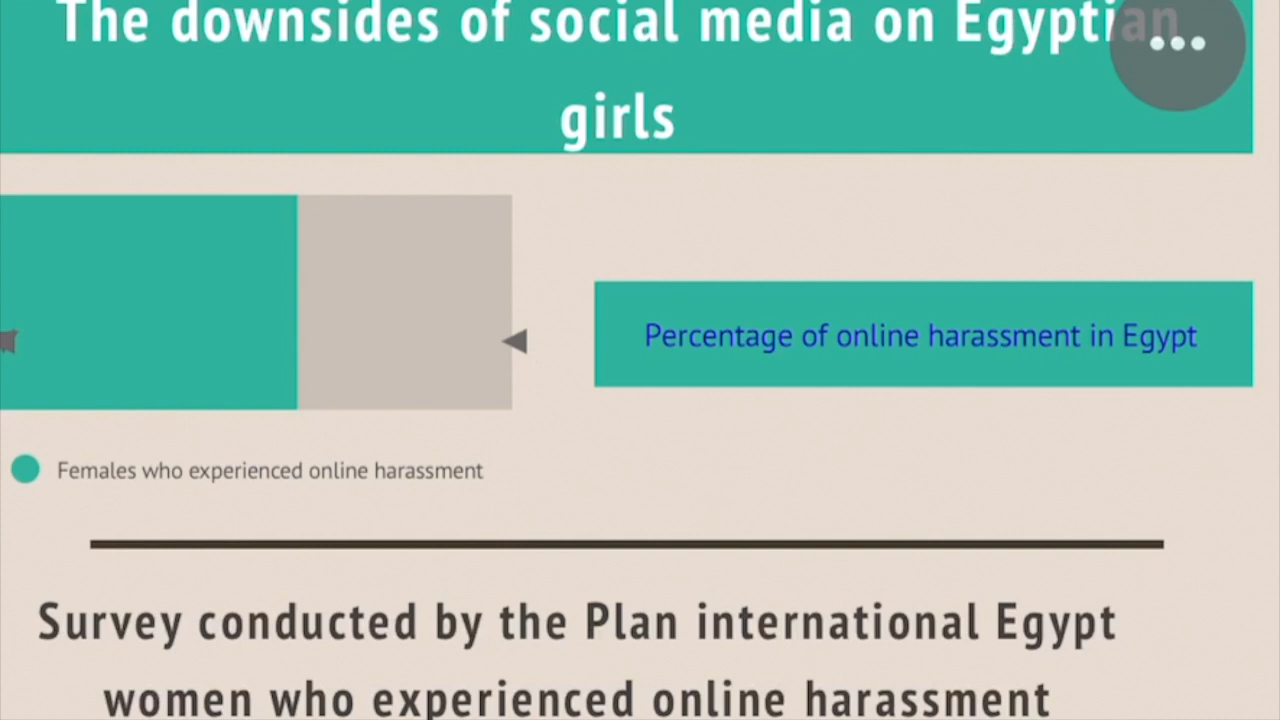 The downsides of social media on Egyptian
girls
Percentage of online harassment in Egypt
Females who experienced online harassment
Survey conducted by the Plan international Egypt
women who experienced online harassment